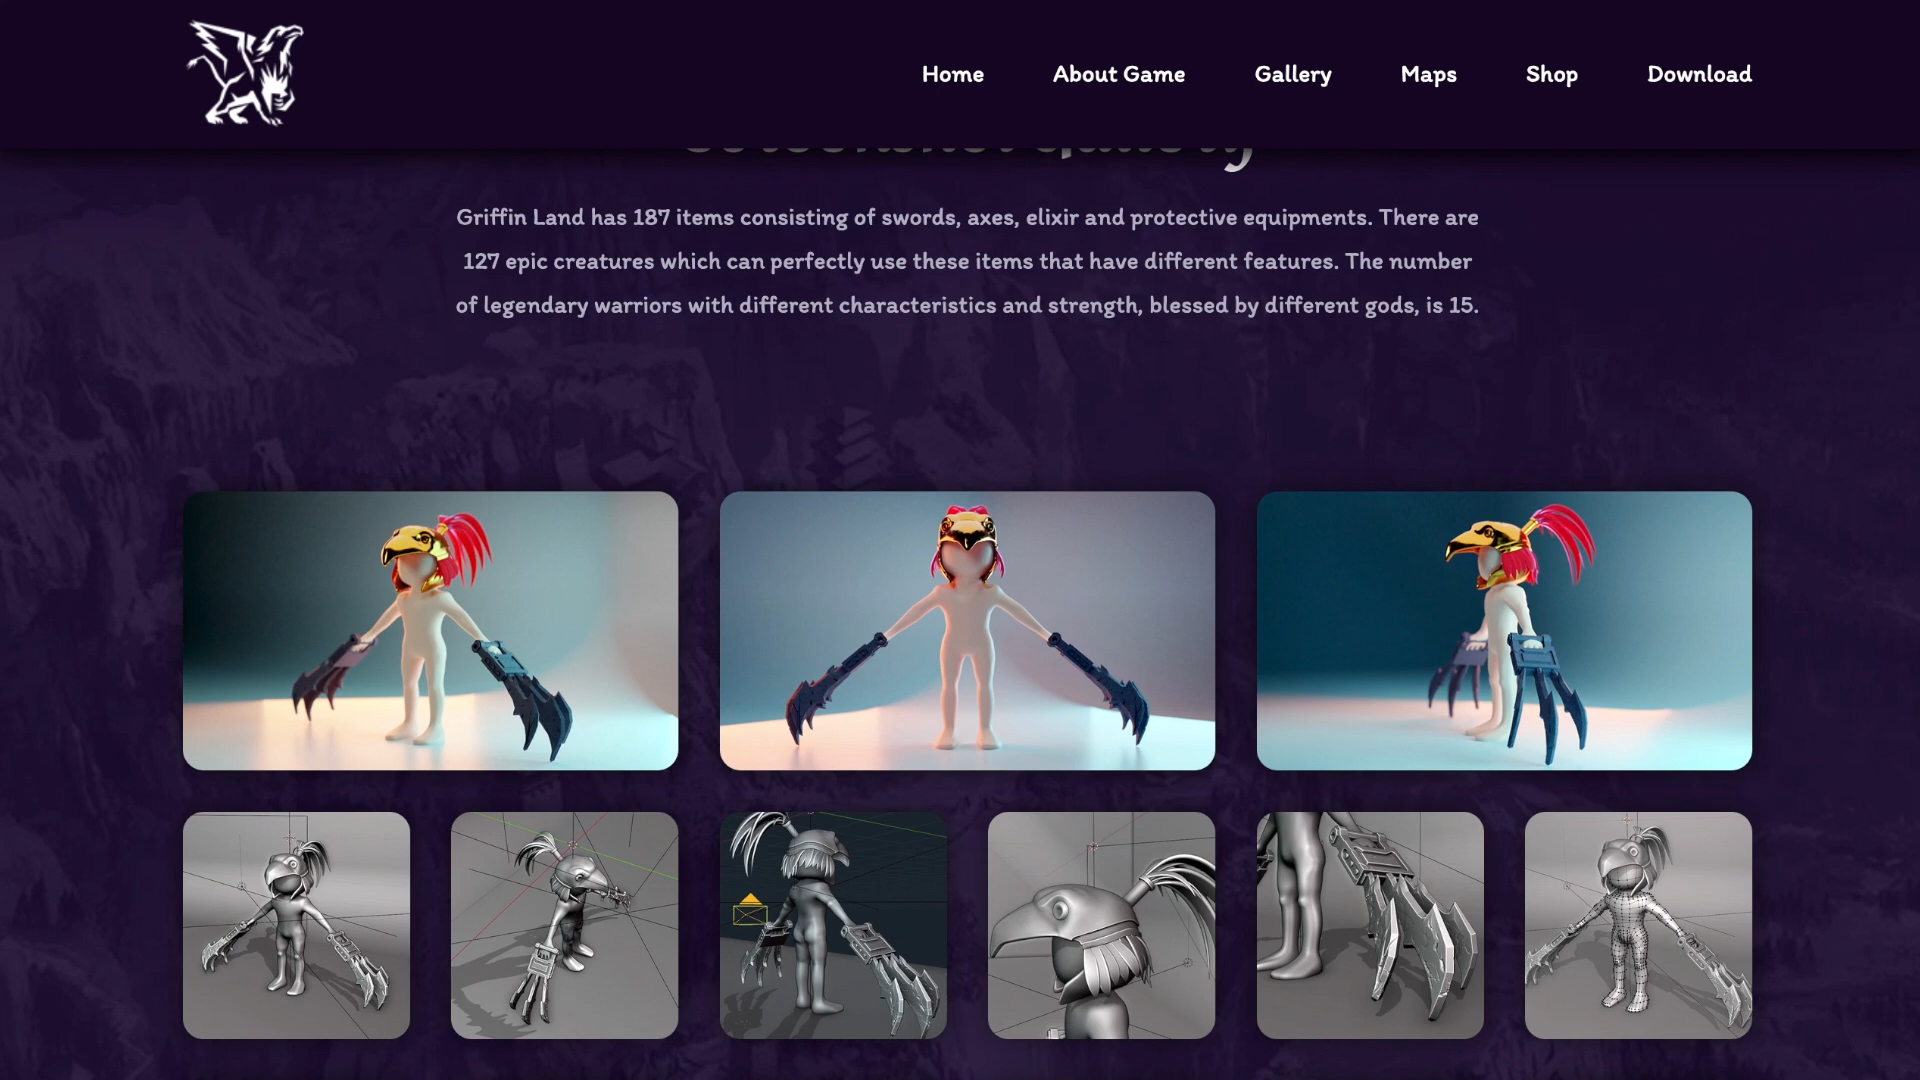 Home About Game Gallery Maps Shop Download
Griffin Land has 187 items consisting of swords, axes, elixir and protective equipments. There are
127 epic creatures which can perfectly use these items that have different features. The number
of legendary warriors with different characteristics and strength, blessed by different gods, is 15.